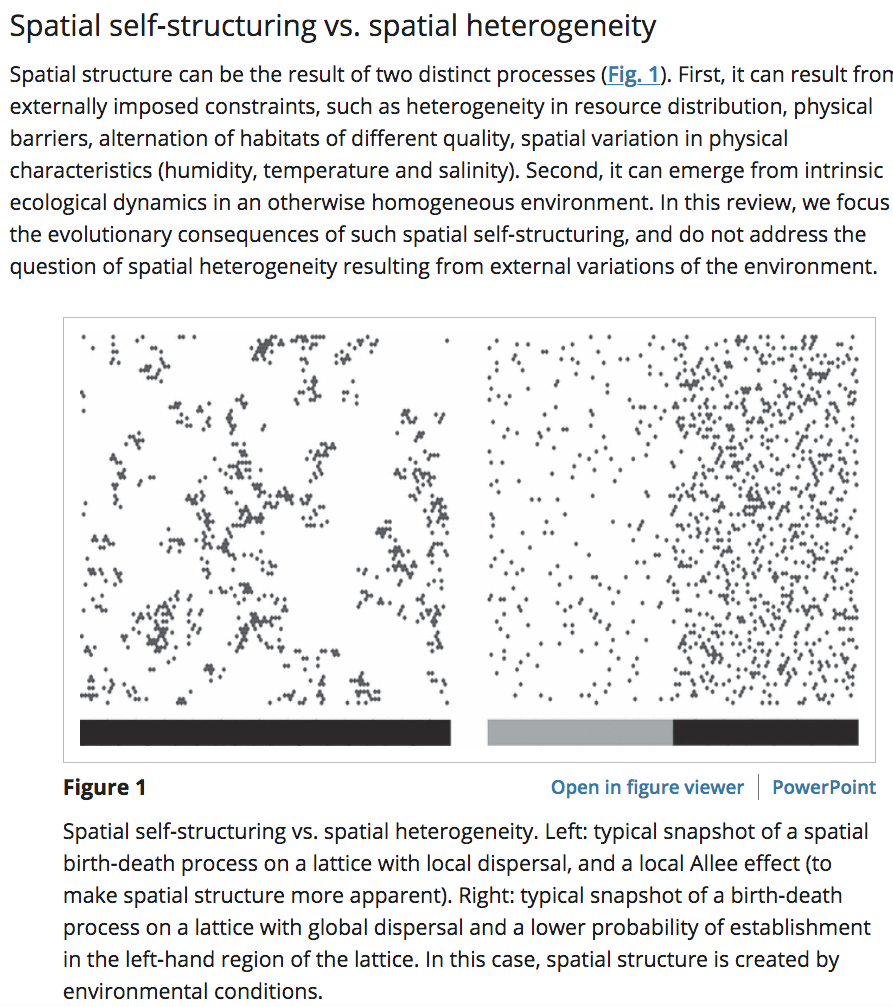 Spatial self-structuring vs. spatial heterogeneity
Spatial structure can be the result of two distinct processes (Fig. 1). First, it can result from
externally imposed constraints, such as heterogeneity in resource distribution, physical
barriers, alternation of habitats of different quality, spatial variation in physical
characteristics (humidity, temperature and salinity). Second, it can emerge from intrinsic
ecological dynamics in an otherwise homogeneous environment. In this review, we focus
the evolutionary consequences of such spatial self-structuring, and do not address the
question of spatial heterogeneity resulting from external variations of the environment.
Figure 1
Open in figure viewer PowerPoint
Spatial self-structuring vs. spatial heterogeneity. Left: typical snapshot of a spatial
birth-death process on a lattice with local dispersal, and a local Allee effect (to
make spatial structure more apparent). Right: typical snapshot of a birth-death
process on a lattice with global dispersal and a lower probability of establishment
in the left-hand region of the lattice. In this case, spatial structure is created by
environmental conditions.